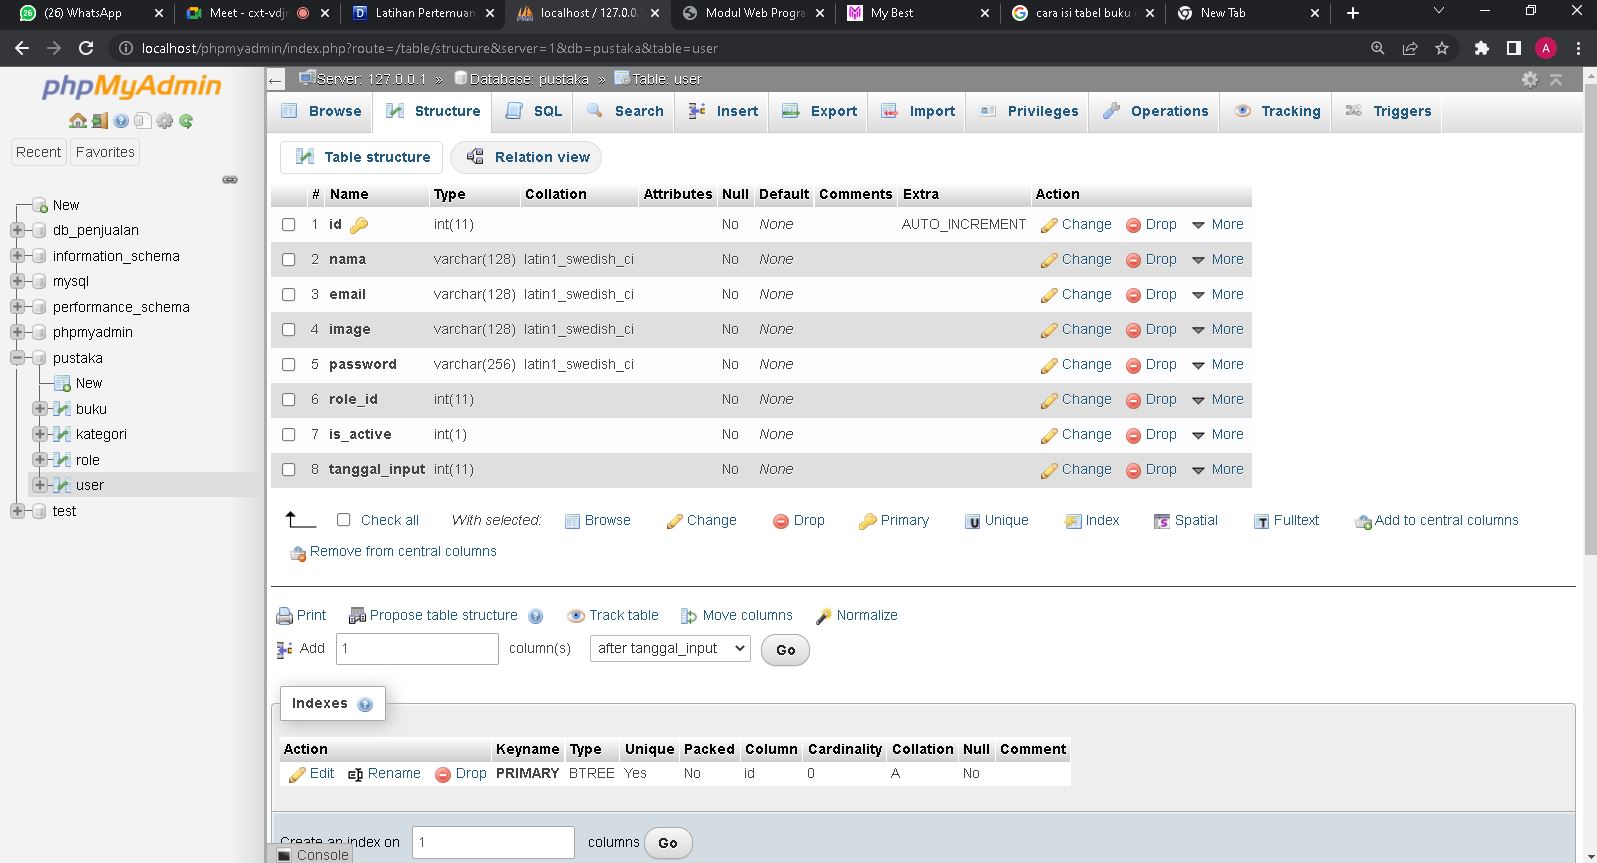 (26) WhatsApp
Meet - cxt-vdjr
Latihan Pertemuan
localhost / 127.0.0.
Modul Web Progra
My Best
cara isi tabel buku
New Tab
localhost/phpmyadmin/index.php?route=/table/structure&server=1&db=pustaka&table=user
A
phpMyAdmin
Recent Favorites
New
db_penjualan
information_schema
mysql
performance_schema
phpmyadmin
pustaka
New
buku
kategori
role
user
test
Server: 127.0.0.1 » Database: pustaka » Table: user
Browse Structure SQL Search Insert Export Import Privileges Operations Tracking Triggers
Table structure Relation view
# Name Type Collation Attributes Null Default Comments Extra Action
1 id int(11) No None AUTO_INCREMENT Change Drop More
2 nama varchar(128) latin1_swedish_ci No None Change Drop More
3 email varchar(128) latin1_swedish_ci No None Change Drop More
4 image varchar(128) latin1_swedish_ci No None Change Drop More
5 password varchar(256) latin1_swedish_ci No None Change Drop More
6 role_id int(11) No None Change Drop More
7 is_active int(1) No None Change Drop More
8 tanggal_input int(11) No None Change Drop More
Check all With selected: Browse Change Drop Primary Unique Index Spatial Fulltext Add to central columns
Remove from central columns
Print Propose table structure Track table Move columns Normalize
Add 1 column(s) after tanggal_input Go
Indexes
Action Keyname Type Unique Packed Column Cardinality Collation Null Comment
Edit Rename Drop PRIMARY BTREE Yes No id 0 A No
Create an index on 1 columns Go
Console